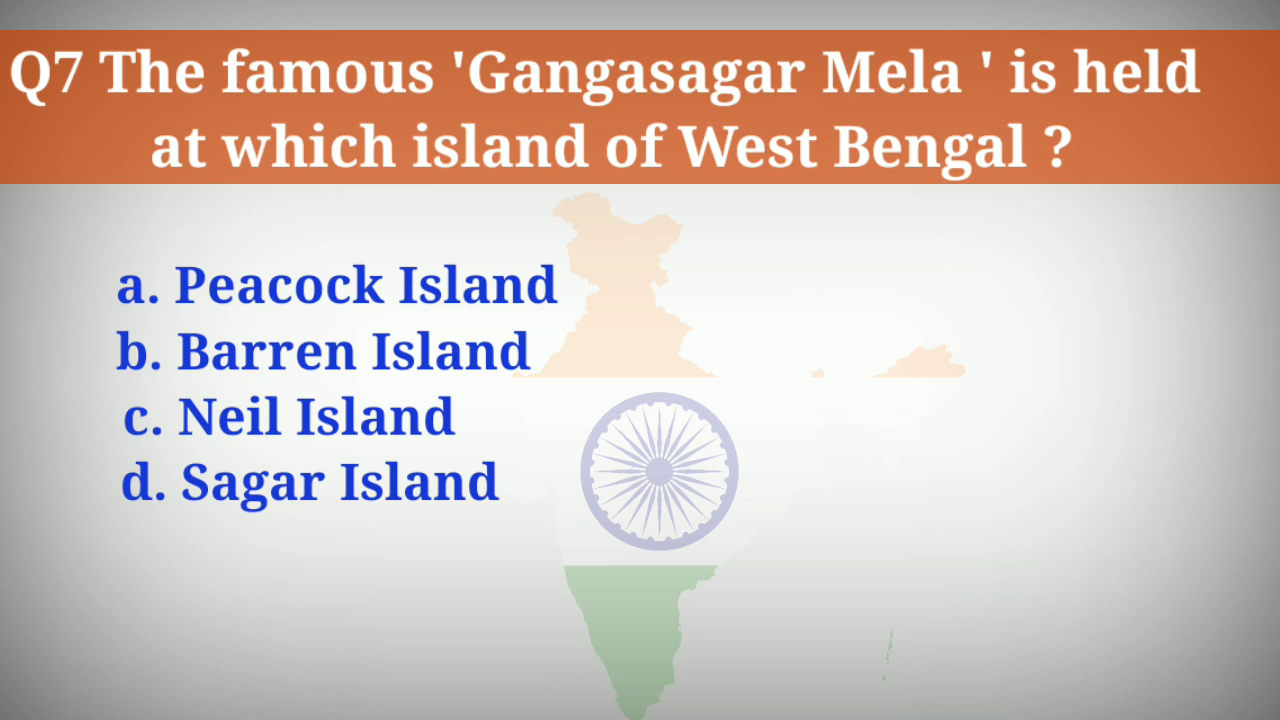 Q7 The famous 'Gangasagar Mela ' is held
at which island of West Bengal ?
a. Peacock Island
b. Barren Island
c. Neil Island
d. Sagar Island